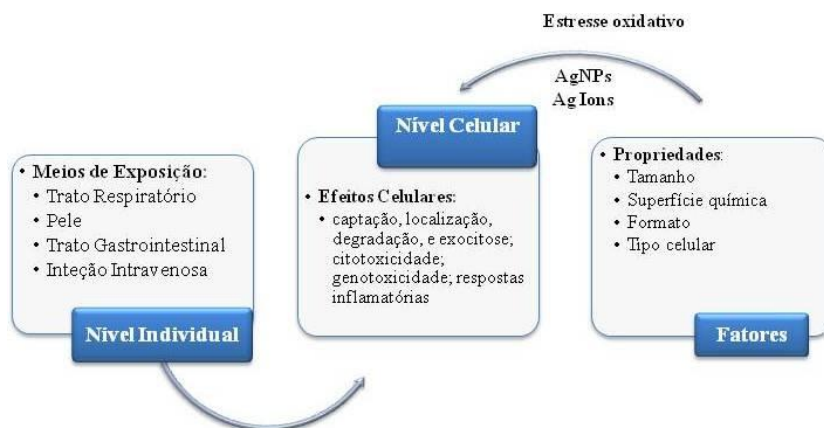 Estresse oxidativo
AgNPs
Ag Ions
Nível Celular
• Meios de Exposição:
• Trato Respiratório
• Pele
• Trato Gastrointestinal
• Inteção Intravenosa
Nível Individual
• Efeitos Celulares:
• captação, localização,
degradação, e exocitose;
citotoxicidade;
genotoxicidade; respostas
inflamatórias
• Propriedades:
• Tamanho
• Superfície química
• Formato
• Tipo celular
Fatores